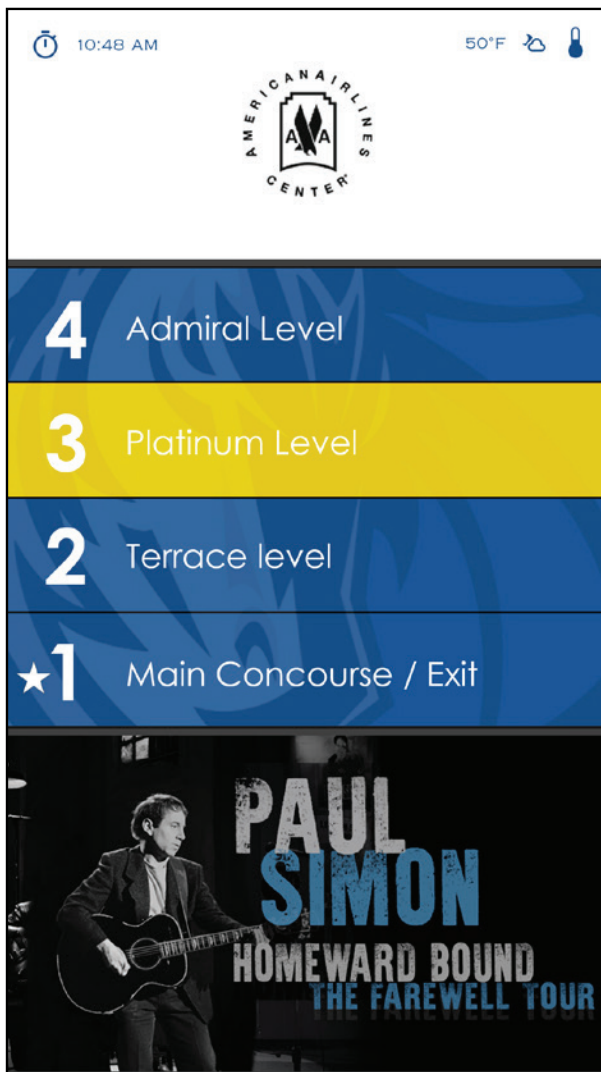 10:48 AM
50°F
AMERICANAIRLINES
AA
CENTER®
4 Admiral Level
3 Platinum Level
2 Terrace level
★1 Main Concourse / Exit
PAUL
SIMON
HOMEWARD BOUND
THE FAREWELL TOUR